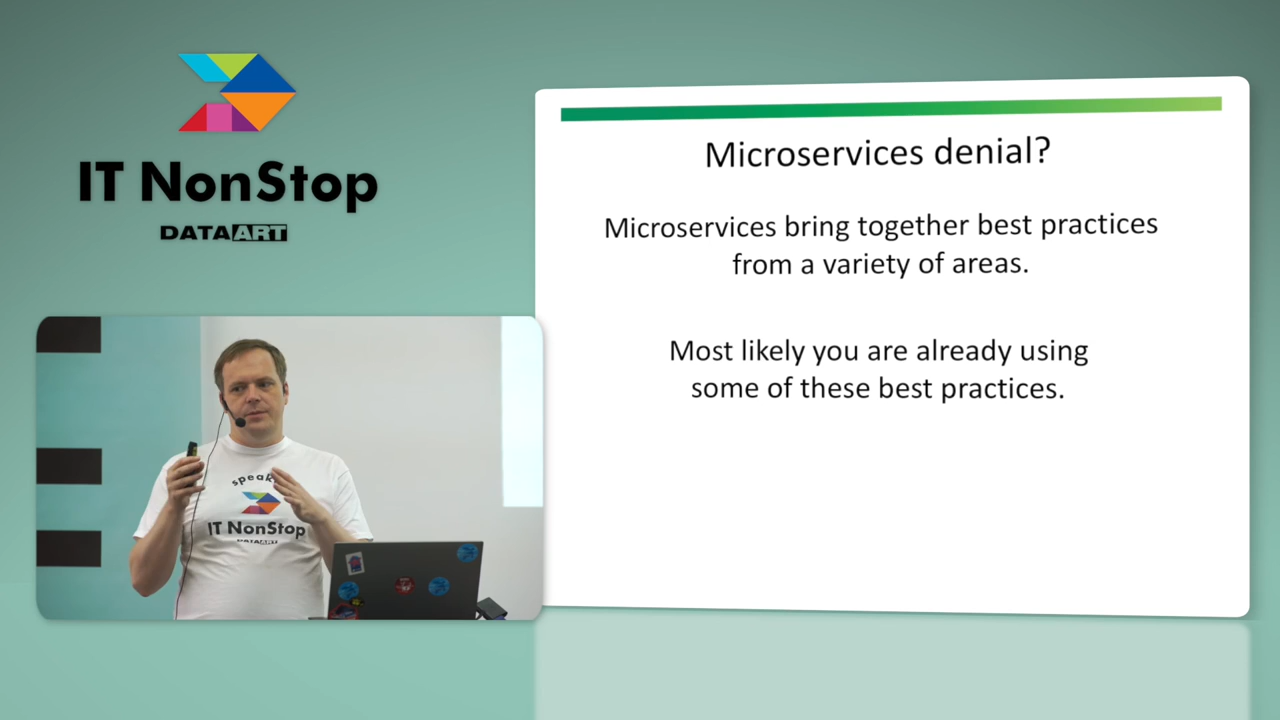 IT NonStop
DATAART
Microservices denial?
Microservices bring together best practices
from a variety of areas.
Most likely you are already using
some of these best practices.
IT NonStop
DATAART